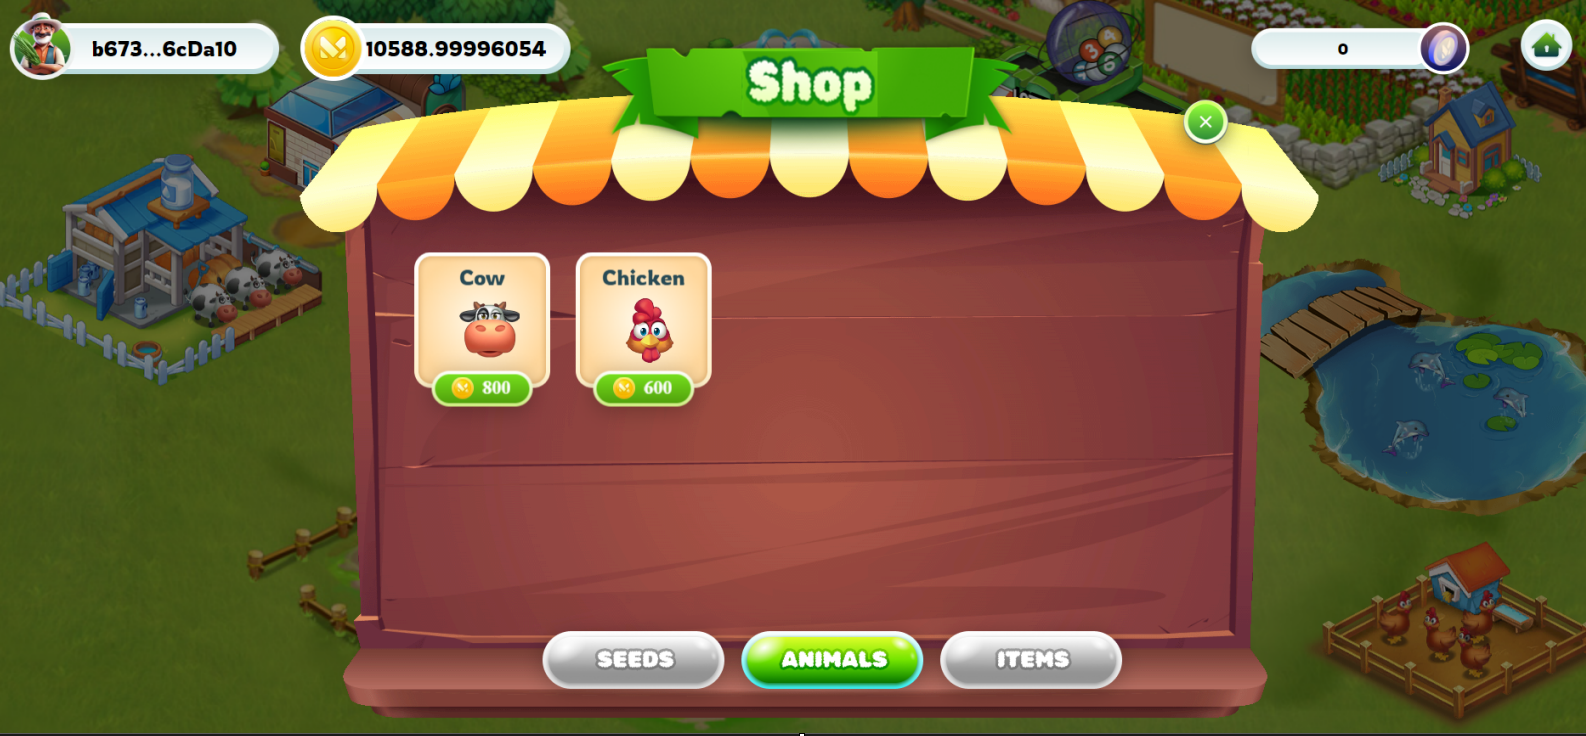 b673...6cDa10
10588.99996054
0
Shop
Cow
Chicken
800
600
SEEDS
ANIMALS
ITEMS